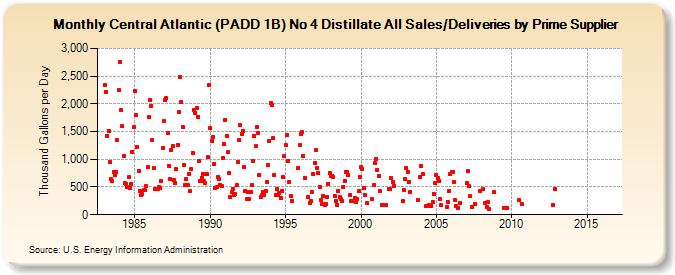 Monthly Central Atlantic (PADD 1B) No 4 Distillate All Sales/Deliveries by Prime Supplier
Thousand Gallons per Day
3,000
2,500
2,000
1,500
1,000
500
0
1985 1990 1995 2000 2005 2010 2015
Source: U.S. Energy Information Administration